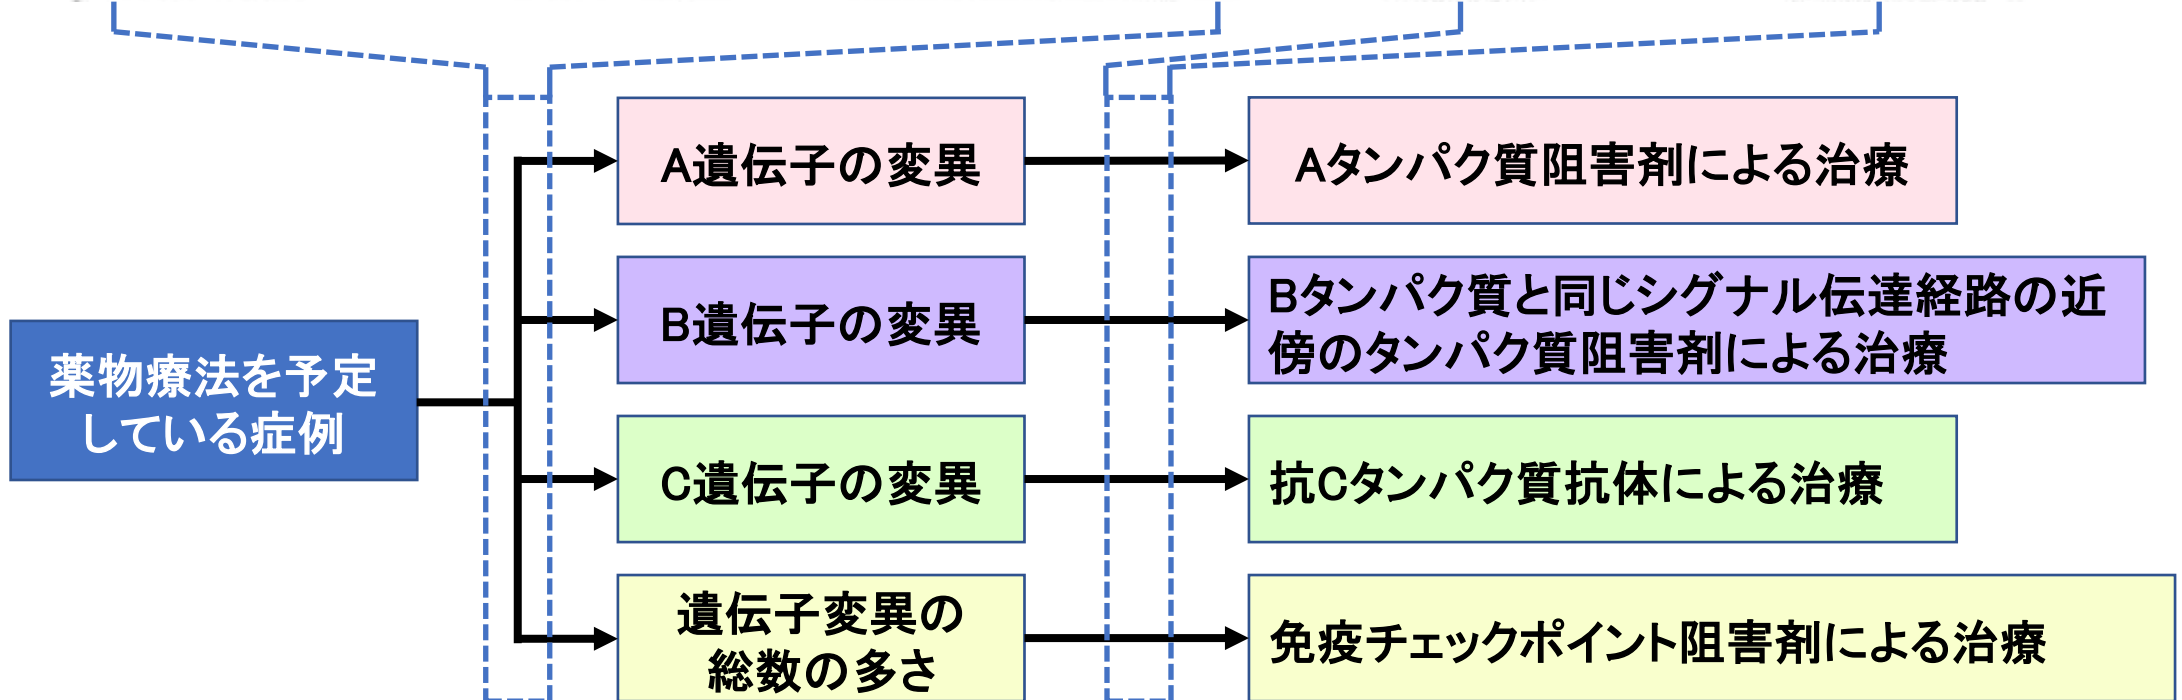 A遺伝子の変異
Aタンパク質阻害剤による治療
B遺伝子の変異
Bタンパク質と同じシグナル伝達経路の近
傍のタンパク質阻害剤による治療
薬物療法を予定
している症例
C遺伝子の変異
抗Cタンパク質抗体による治療
遺伝子変異の
総数の多さ
免疫チェックポイント阻害剤による治療